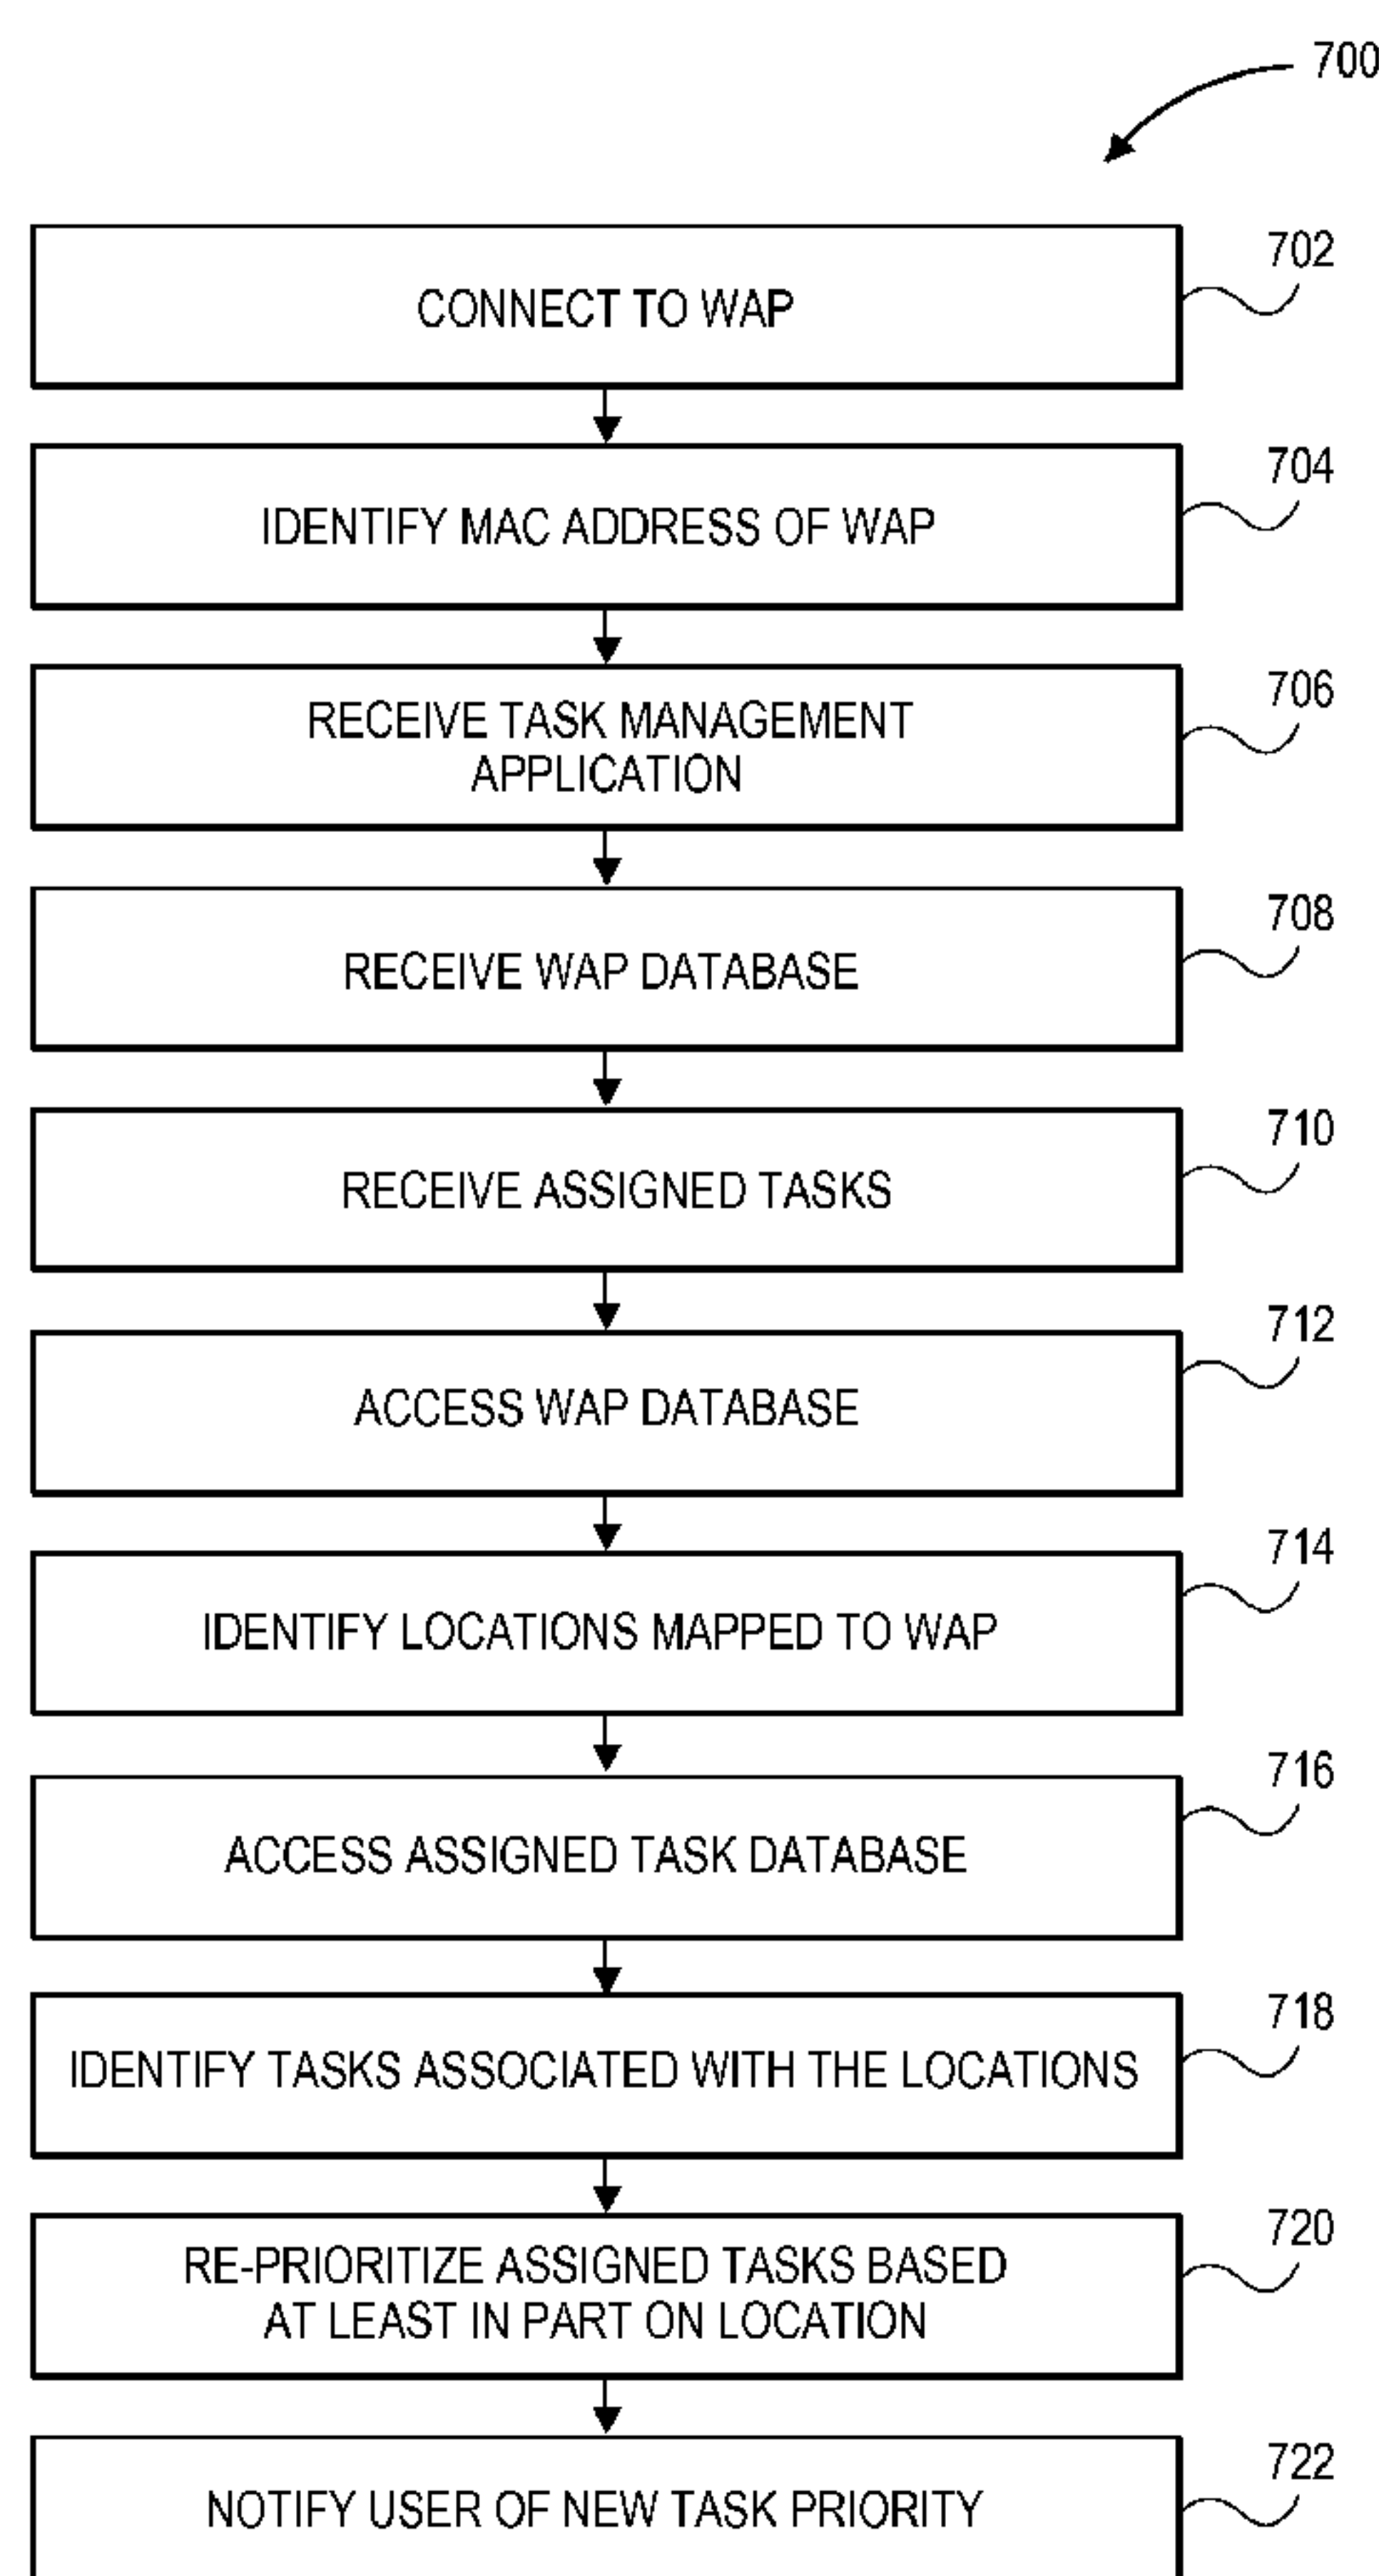 700
702
CONNECT TO WAP
704
IDENTIFY MAC ADDRESS OF WAP
706
RECEIVE TASK MANAGEMENT
APPLICATION
708
RECEIVE WAP DATABASE
710
RECEIVE ASSIGNED TASKS
712
ACCESS WAP DATABASE
714
IDENTIFY LOCATIONS MAPPED TO WAP
716
ACCESS ASSIGNED TASK DATABASE
718
IDENTIFY TASKS ASSOCIATED WITH THE LOCATIONS
720
RE-PRIORITIZE ASSIGNED TASKS BASED
AT LEAST IN PART ON LOCATION
722
NOTIFY USER OF NEW TASK PRIORITY